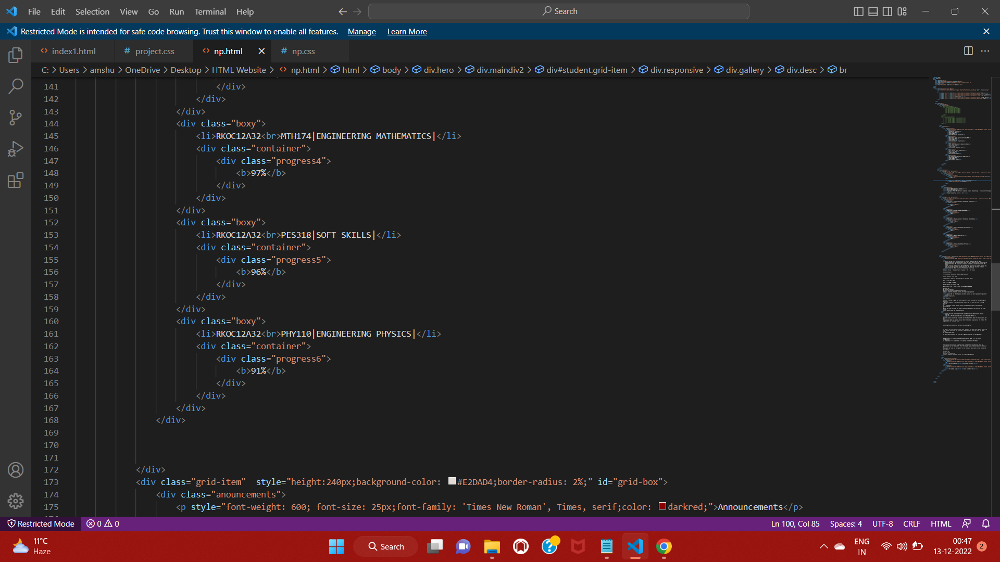 File Edit Selection View Go Run Terminal Help
Search
Restricted Mode is intended for safe code browsing. Trust this window to enable all features. Manage Learn More
index1.html project.css np.html np.css
C: > Users > amshu > OneDrive > Desktop > HTML Website > np.html > html > body > div.hero > div.maindiv2 > div#student.grid-item > div.responsive > div.gallery > div.desc > br
141 </div>
142 </div>
143 </div>
144 <div class="boxy">
145 <li>RKOC12A32<br>MTH174|ENGINEERING MATHEMATICS|</li>
146 <div class="container">
147 <div class="progress4">
148 <b>97%</b>
149 </div>
150 </div>
151 </div>
152 <div class="boxy">
153 <li>RKOC12A32<br>PES318|SOFT SKILLS|</li>
154 <div class="container">
155 <div class="progress5">
156 <b>96%</b>
157 </div>
158 </div>
159 </div>
160 <div class="boxy">
161 <li>RKOC12A32<br>PHY110|ENGINEERING PHYSICS|</li>
162 <div class="container">
163 <div class="progress6">
164 <b>91%</b>
165 </div>
166 </div>
167 </div>
168 </div>
169
170
171
172 </div>
173 <div class="grid-item"  style="height:240px;background-color: #E2DAD4;border-radius: 2%;" id="grid-box">
174 <div class="anouncements">
175 <p style="font-weight: 600; font-size: 25px;font-family: 'Times New Roman', Times, serif;color: darkred;">Announcements</p>
Restricted Mode 0 0 Ln 100, Col 85 Spaces: 4 UTF-8 CRLF HTML
11°C
Haze
Search
ENG
IN
00:47
13-12-2022
2